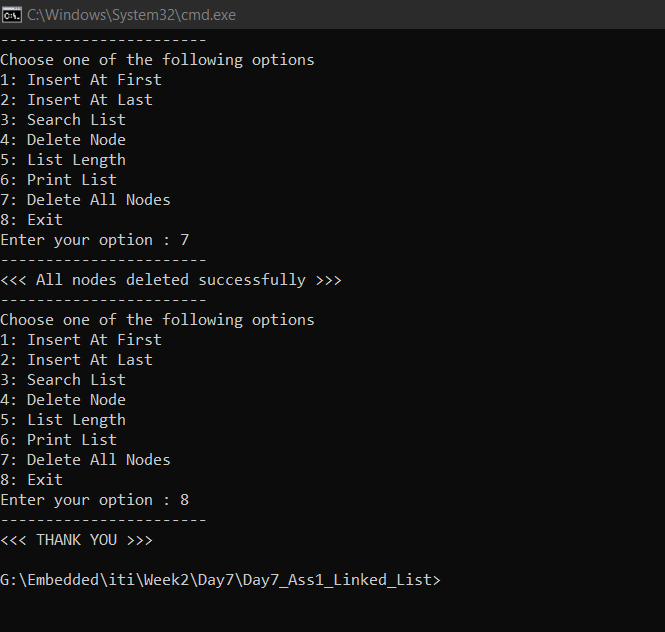 C:\Windows\System32\cmd.exe
-----------------------
Choose one of the following options
1: Insert At First
2: Insert At Last
3: Search List
4: Delete Node
5: List Length
6: Print List
7: Delete All Nodes
8: Exit
Enter your option : 7
-----------------------
<<< All nodes deleted successfully >>>
-----------------------
Choose one of the following options
1: Insert At First
2: Insert At Last
3: Search List
4: Delete Node
5: List Length
6: Print List
7: Delete All Nodes
8: Exit
Enter your option : 8
-----------------------
<<< THANK YOU >>>
G:\Embedded\iti\Week2\Day7\Day7_Ass1_Linked_List>